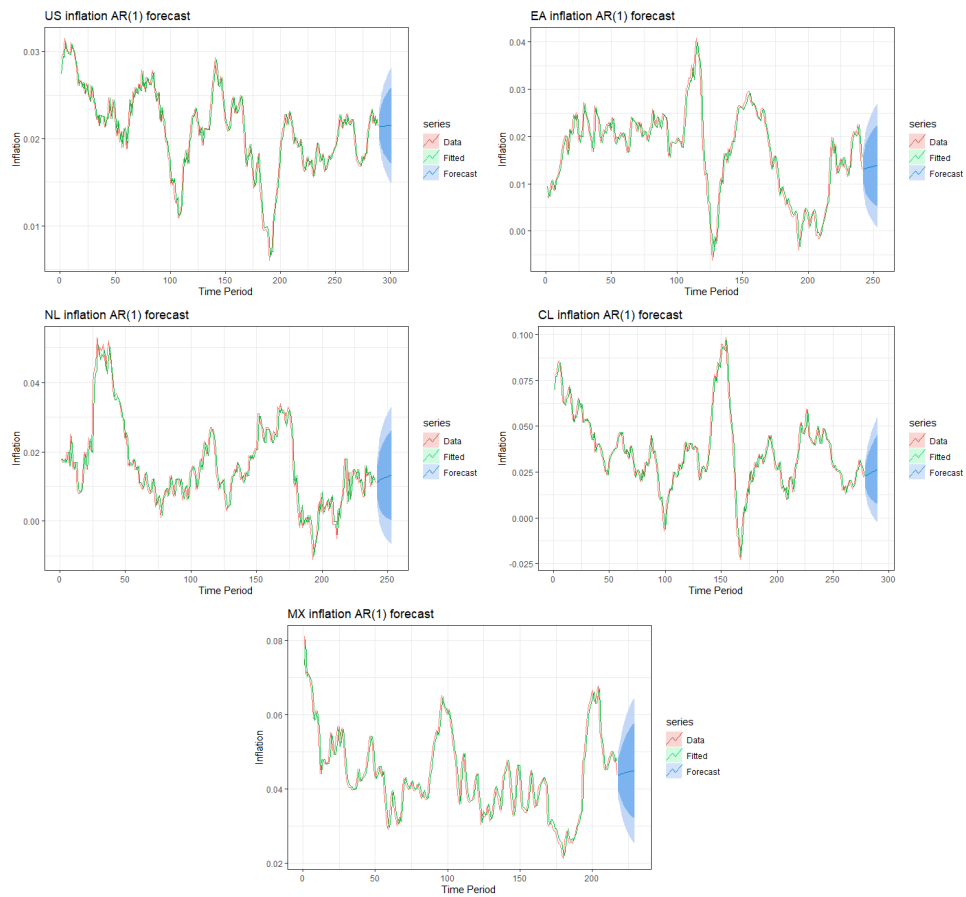 US inflation AR(1) forecast
Inflation
0.03
0.02
0.01
0 50 100 150 200 250 300
Time Period
series
Data
Fitted
Forecast
EA inflation AR(1) forecast
Inflation
0.04
0.03
0.02
0.01
0.00
0 50 100 150 200 250
Time Period
series
Data
Fitted
Forecast
NL inflation AR(1) forecast
Inflation
0.04
0.02
0.00
0 50 100 150 200 250
Time Period
series
Data
Fitted
Forecast
CL inflation AR(1) forecast
Inflation
0.100
0.075
0.050
0.025
0.000
-0.025
0 50 100 150 200 250 300
Time Period
series
Data
Fitted
Forecast
MX inflation AR(1) forecast
Inflation
0.08
0.06
0.04
0.02
0 50 100 150 200
Time Period
series
Data
Fitted
Forecast